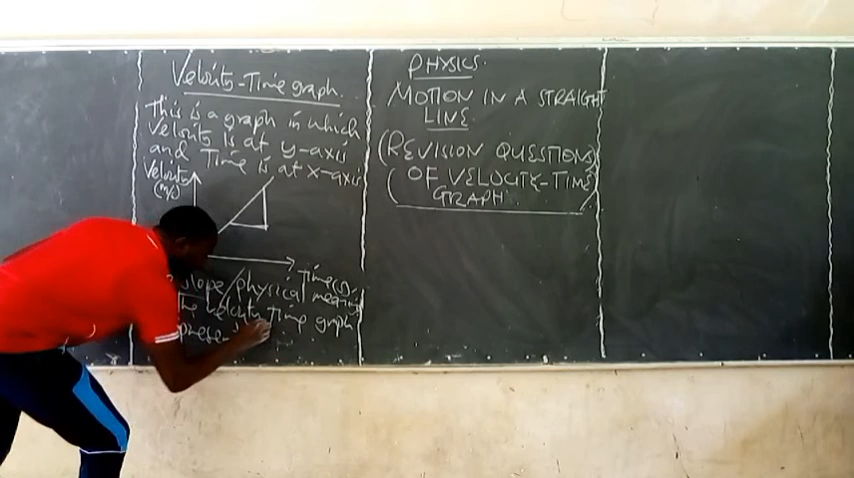 Velocity-Time graph.
This is a graph in which
Velocity is at y-axis
and Time is at x-axis
Velocity
(m/s)
Time(s)
slope/physical meaning
the velocity Time graph
PHYSICS.
MOTION IN A STRAIGHT
LINE.
(REVISION QUESTIONS)
(OF VELOCITY-TIME
GRAPH)